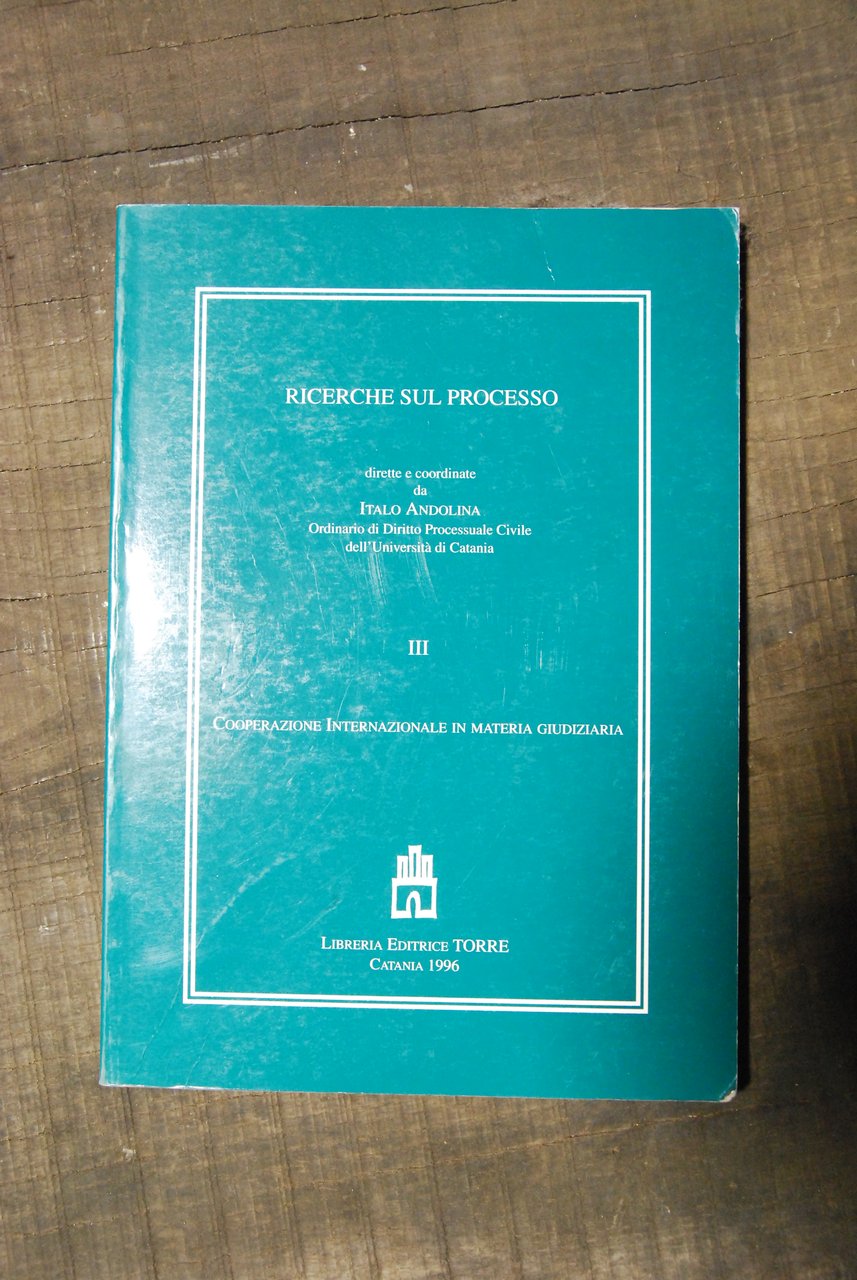 RICERCHE SUL PROCESSO
dirette e coordinate
da
ITALO ANDOLINA
Ordinario di Diritto Processuale Civile
dell'Università di Catania
III
COOPERAZIONE INTERNAZIONALE IN MATERIA GIUDIZIARIA
LIBRERIA EDITRICE TORRE
CATANIA 1996